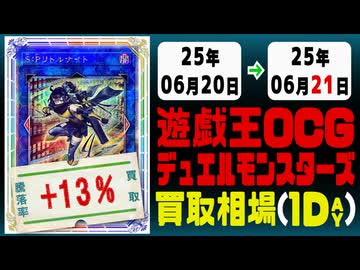 S:Pリトルナイト
買取
騰落率
+13%
25年
06月20日
25年
06月21日
遊戯王OCG
デュエルモンスターズ
買取相場(1D)